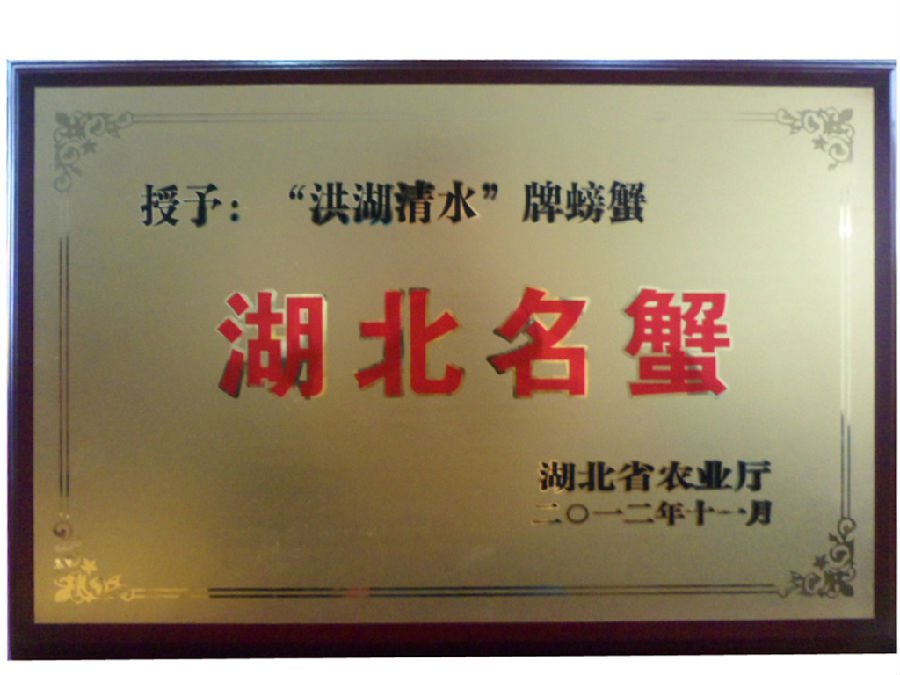 授予：“洪湖清水”牌螃蟹
湖北名蟹
湖北省农业厅
二〇一二年十一月